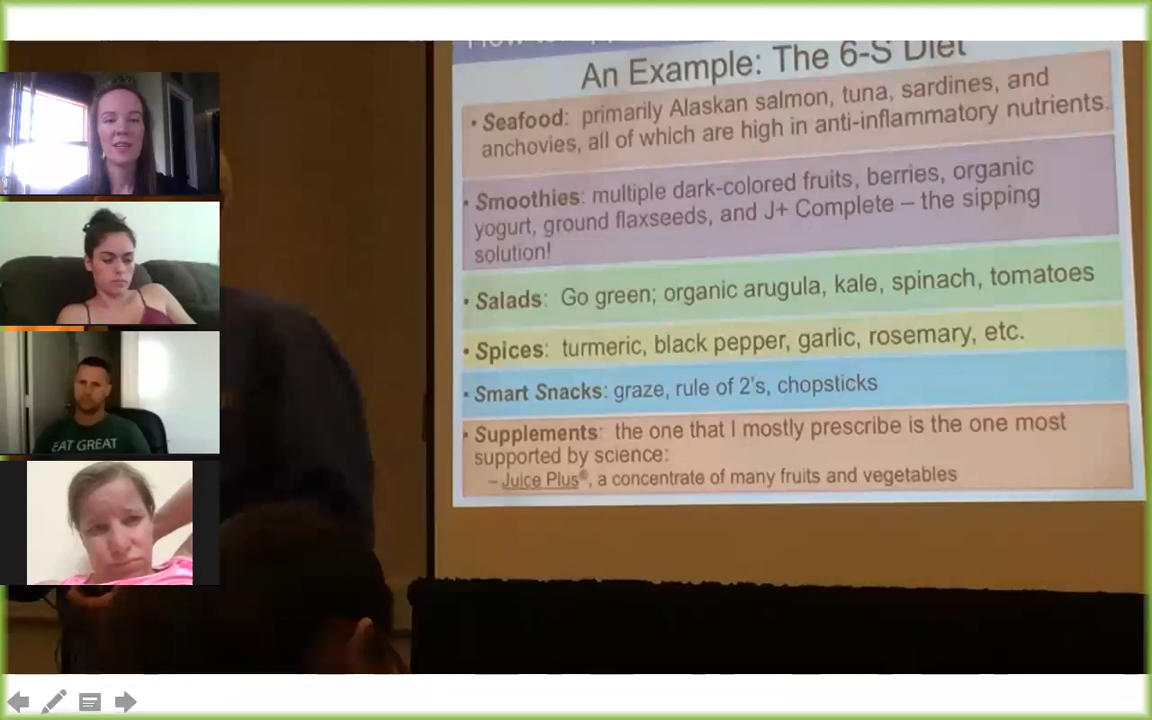 An Example: The 6-S Diet
• Seafood: primarily Alaskan salmon, tuna, sardines, and
anchovies, all of which are high in anti-inflammatory nutrients.
• Smoothies: multiple dark-colored fruits, berries, organic
yogurt, ground flaxseeds, and J+ Complete – the sipping
solution!
• Salads: Go green; organic arugula, kale, spinach, tomatoes
• Spices: turmeric, black pepper, garlic, rosemary, etc.
• Smart Snacks: graze, rule of 2's, chopsticks
• Supplements: the one that I mostly prescribe is the one most
supported by science:
– Juice Plus®, a concentrate of many fruits and vegetables
EAT GREAT